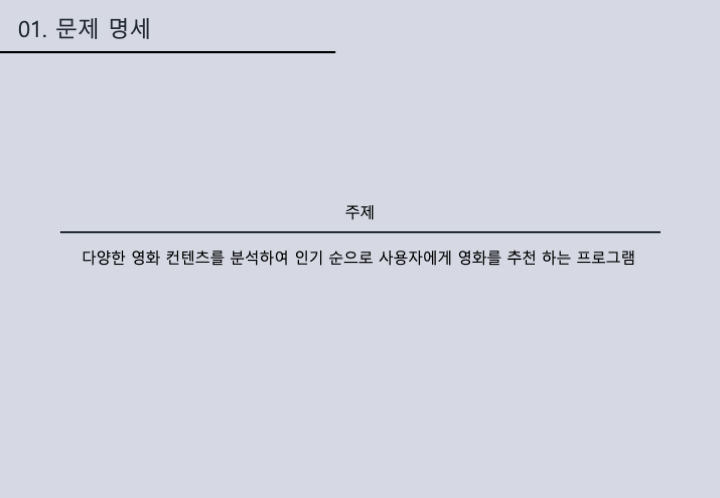 01. 문제 명세
주제
다양한 영화 컨텐츠를 분석하여 인기 순으로 사용자에게 영화를 추천 하는 프로그램